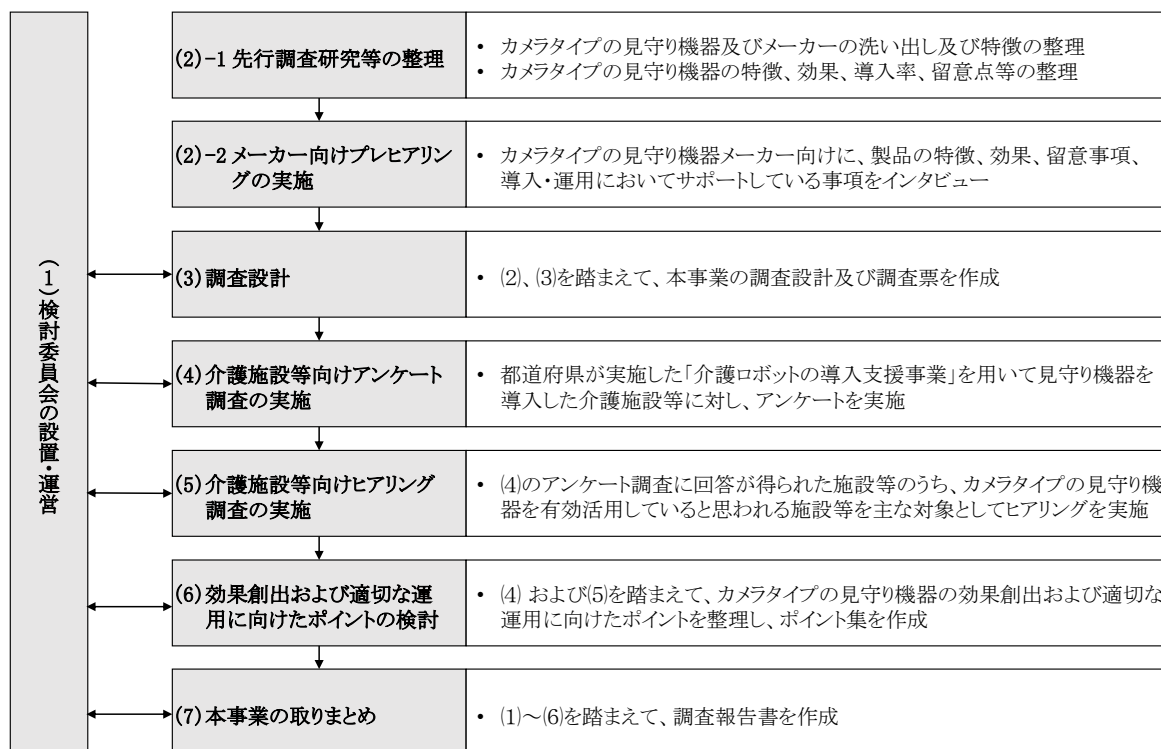 (1)検討委員会の設置・運営
(2)-1 先行調査研究等の整理
• カメラタイプの見守り機器及びメーカーの洗い出し及び特徴の整理
• カメラタイプの見守り機器の特徴、効果、導入率、留意点等の整理
(2)-2 メーカー向けプレヒアリン
グの実施
• カメラタイプの見守り機器メーカー向けに、製品の特徴、効果、留意事項、
導入・運用においてサポートしている事項をインタビュー
(3) 調査設計
• ⑵、⑶を踏まえて、本事業の調査設計及び調査票を作成
(4) 介護施設等向けアンケート
調査の実施
• 都道府県が実施した「介護ロボットの導入支援事業」を用いて見守り機器を
導入した介護施設等に対し、アンケートを実施
(5) 介護施設等向けヒアリング
調査の実施
• ⑷のアンケート調査に回答が得られた施設等のうち、カメラタイプの見守り機
器を有効活用していると思われる施設等を主な対象としてヒアリングを実施
(6) 効果創出および適切な運
用に向けたポイントの検討
• ⑷ および⑸を踏まえて、カメラタイプの見守り機器の効果創出および適切な
運用に向けたポイントを整理し、ポイント集を作成
(7) 本事業の取りまとめ
• ⑴～⑹を踏まえて、調査報告書を作成